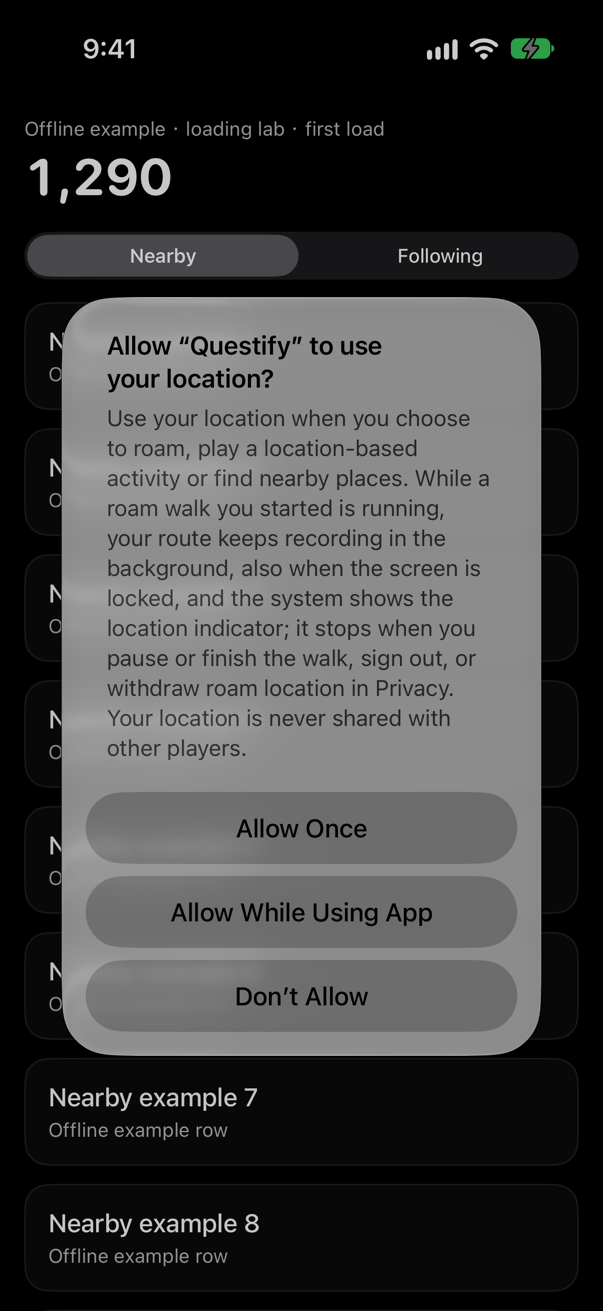 9:41
Offline example · loading lab · first load
1,290
Nearby
Following
Allow “Questify” to use
your location?
Use your location when you choose
to roam, play a location-based
activity or find nearby places. While a
roam walk you started is running,
your route keeps recording in the
background, also when the screen is
locked, and the system shows the
location indicator; it stops when you
pause or finish the walk, sign out, or
withdraw roam location in Privacy.
Your location is never shared with
other players.
Allow Once
Allow While Using App
Don’t Allow
Nearby example 7
Offline example row
Nearby example 8
Offline example row